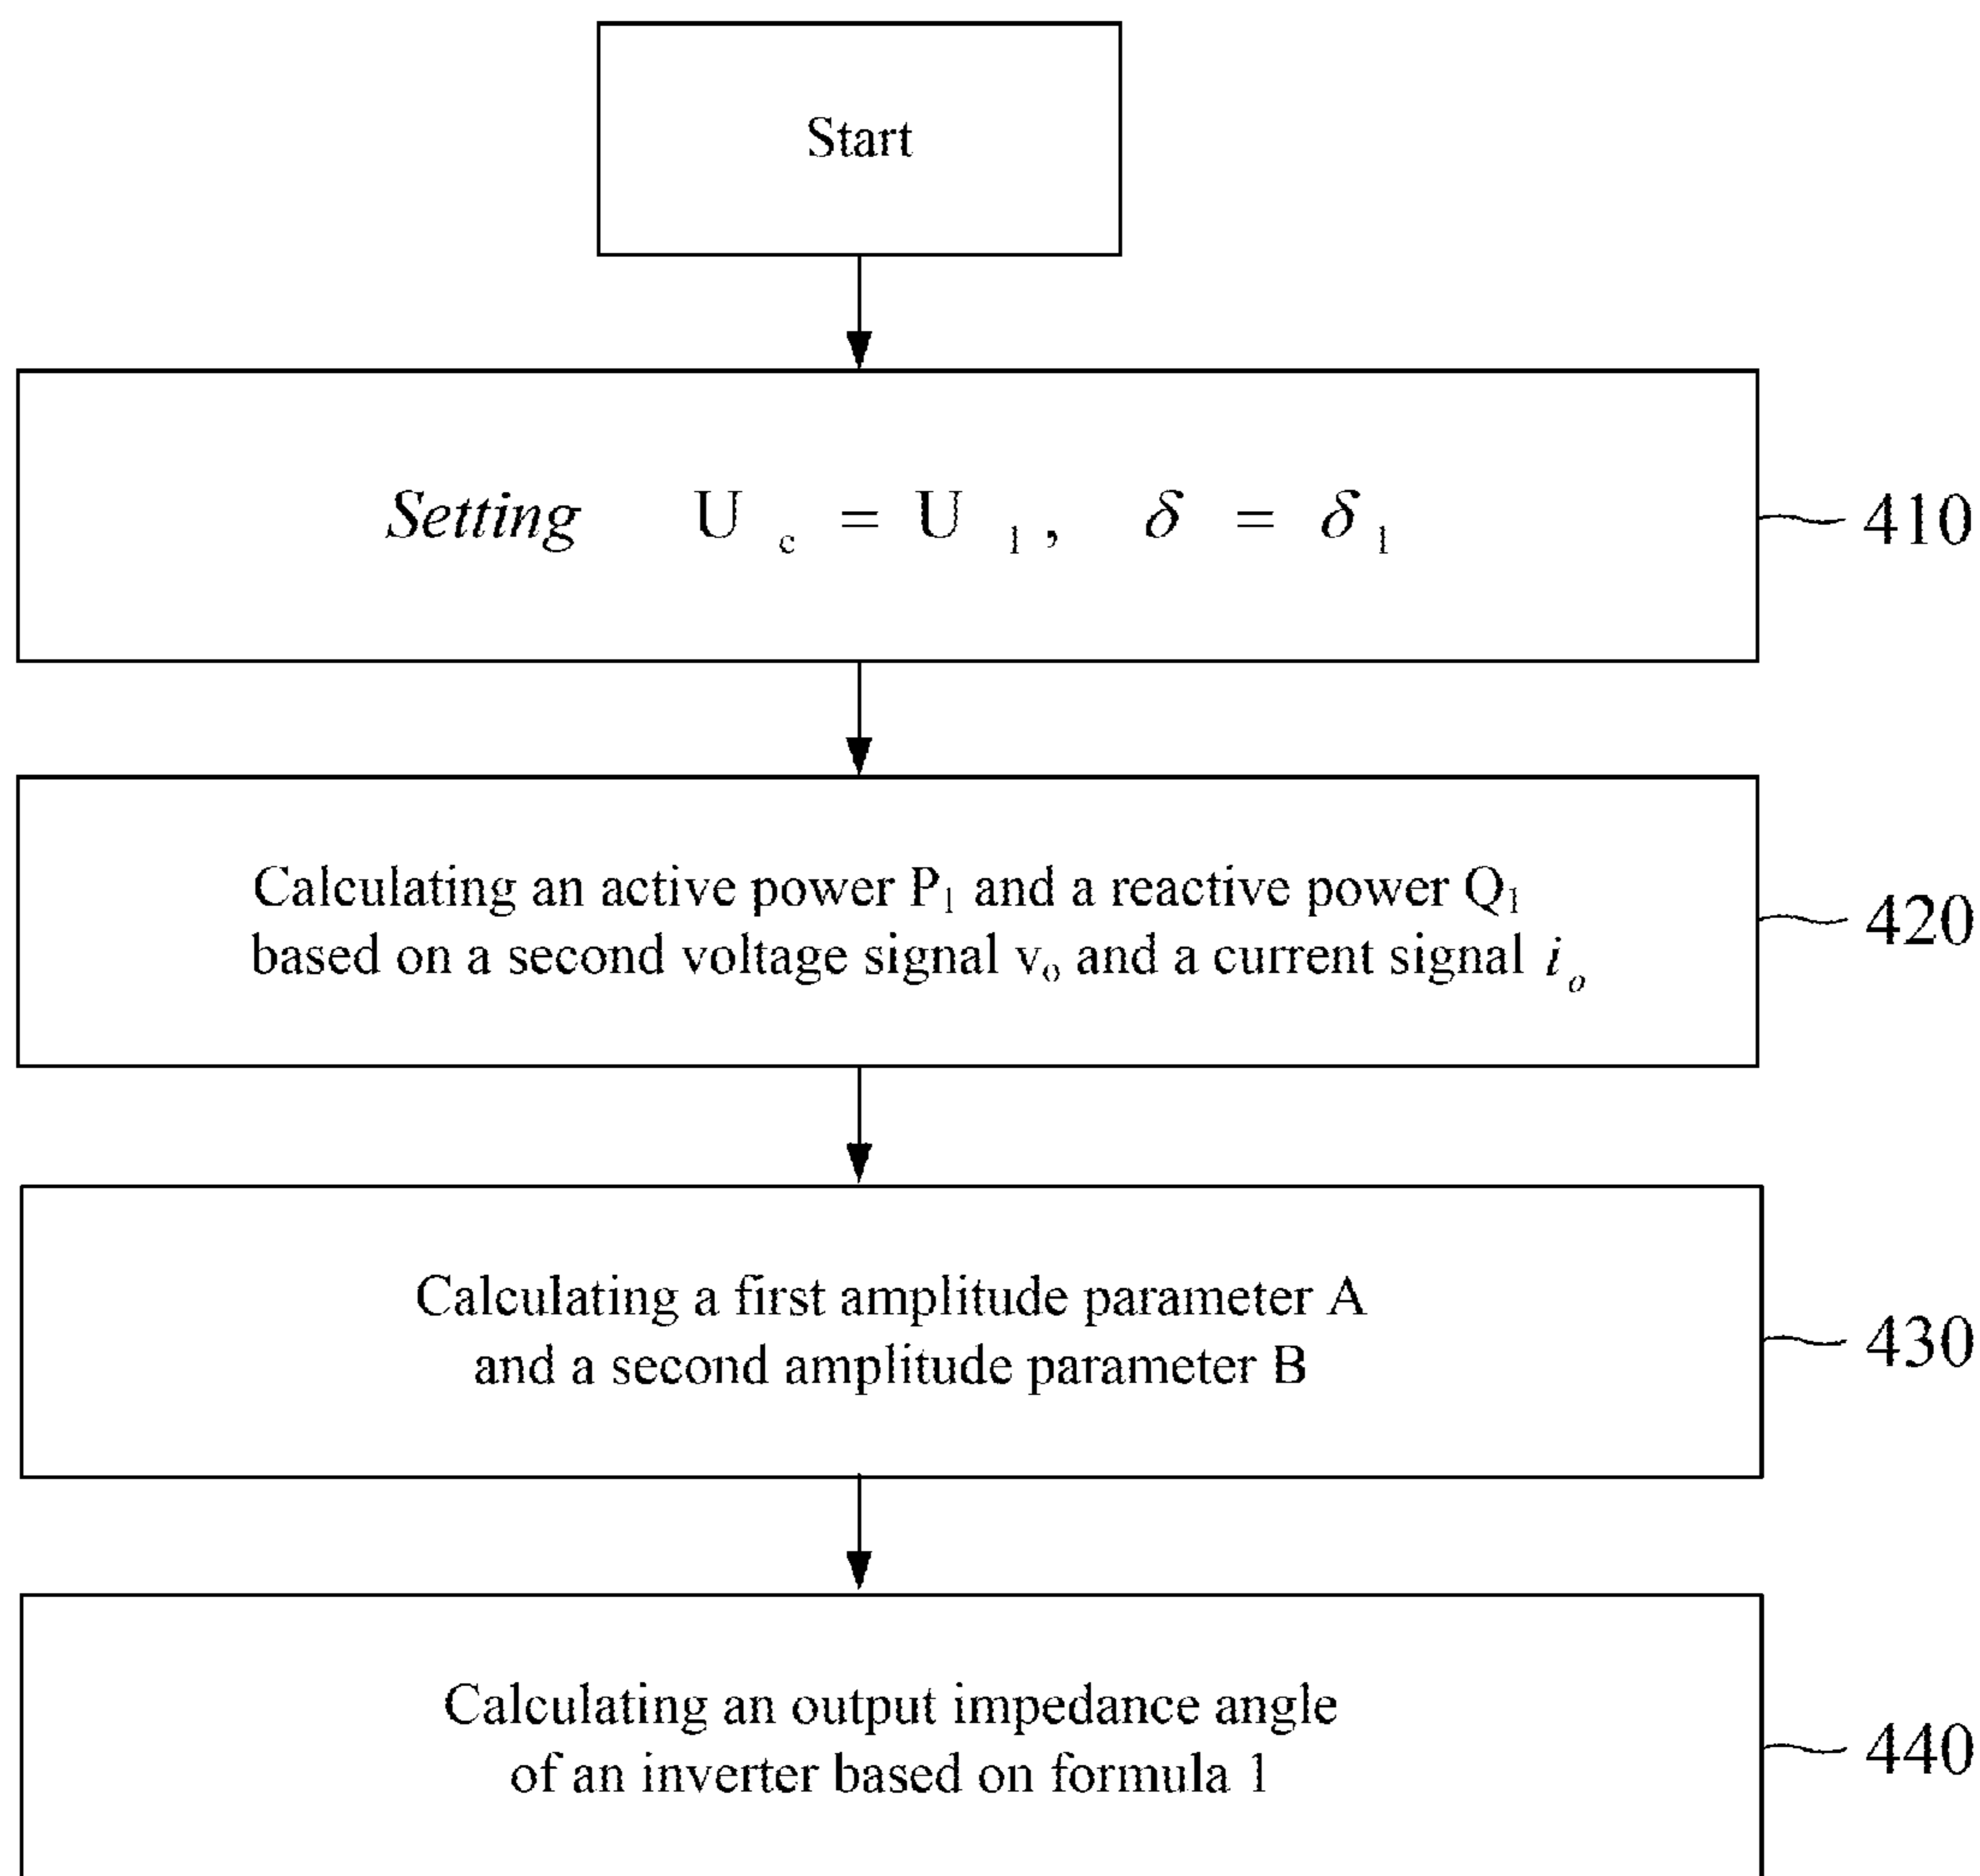 Start
Setting U c = U 1 , δ = δ 1
410
Calculating an active power P1 and a reactive power Q1
based on a second voltage signal vo and a current signal io
420
Calculating a first amplitude parameter A
and a second amplitude parameter B
430
Calculating an output impedance angle
of an inverter based on formula 1
440